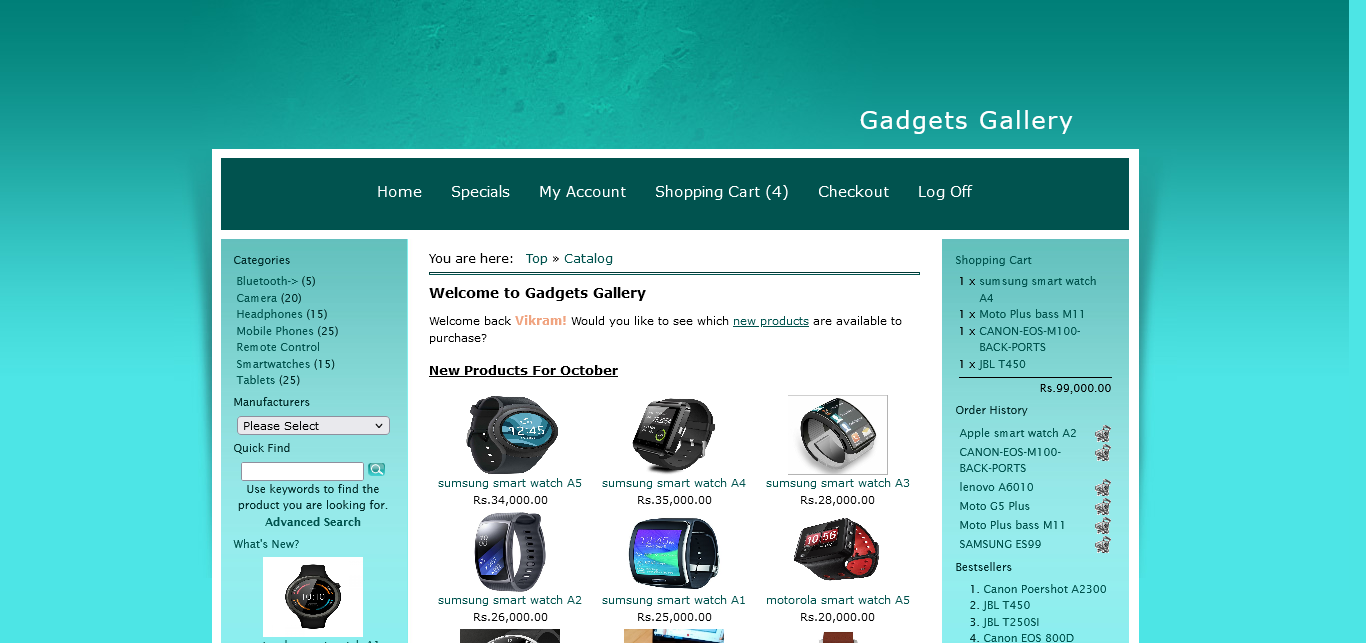 Gadgets Gallery
Home Specials My Account Shopping Cart (4) Checkout Log Off
Categories
Bluetooth-> (5)
Camera (20)
Headphones (15)
Mobile Phones (25)
Remote Control
Smartwatches (15)
Tablets (25)
Manufacturers
Please Select
Quick Find
Use keywords to find the
product you are looking for.
Advanced Search
What's New?
You are here: Top » Catalog
Welcome to Gadgets Gallery
Welcome back Vikram! Would you like to see which new products are available to
purchase?
New Products For October
sumsung smart watch A5
Rs.34,000.00
sumsung smart watch A4
Rs.35,000.00
sumsung smart watch A3
Rs.28,000.00
sumsung smart watch A2
Rs.26,000.00
sumsung smart watch A1
Rs.25,000.00
motorola smart watch A5
Rs.20,000.00
Shopping Cart
1 x sumsung smart watch
A4
1 x Moto Plus bass M11
1 x CANON-EOS-M100-
BACK-PORTS
1 x JBL T450
Rs.99,000.00
Order History
Apple smart watch A2
CANON-EOS-M100-
BACK-PORTS
lenovo A6010
Moto G5 Plus
Moto Plus bass M11
SAMSUNG ES99
Bestsellers
1. Canon Poershot A2300
2. JBL T450
3. JBL T250SI
4. Canon EOS 800D